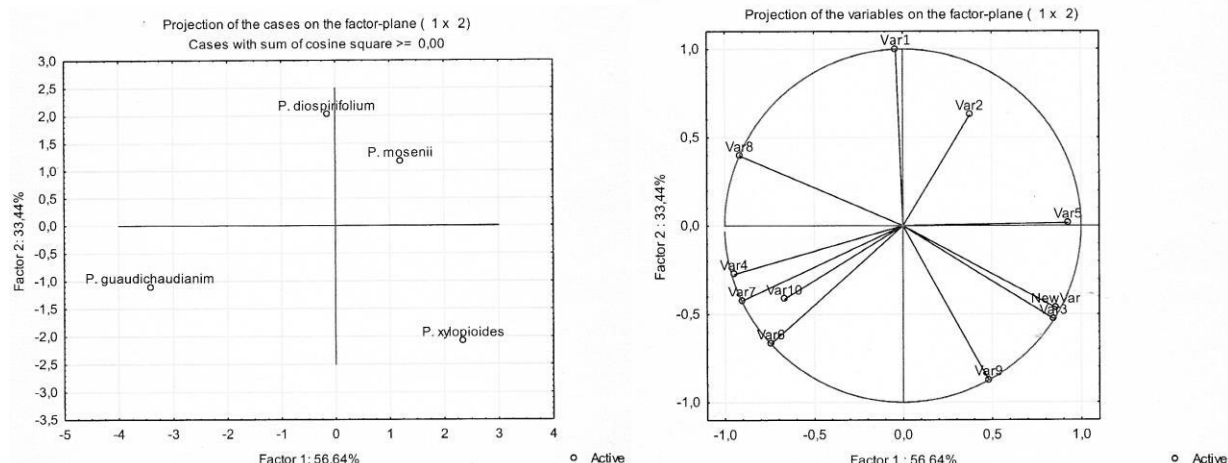 Projection of the cases on the factor-plane ( 1 x 2)
Cases with sum of cosine square >= 0,00
3,0
2,5
2,0
1,5
1,0
0,5
0,0
-0,5
-1,0
-1,5
-2,0
-2,5
-3,0
-3,5
Factor 2: 33,44%
P. diospirifolium
P. mosenii
P. guaudichaudianim
P. xylopioides
-5 -4 -3 -2 -1 0 1 2 3 4
Factor 1: 56,64%
Active
Projection of the variables on the factor-plane ( 1 x 2)
1,0
0,5
0,0
-0,5
-1,0
Factor 2 : 33,44%
Var1
Var2
Var8
Var5
Var4
Var7
Var10
NewVar
Var3
Var6
Var9
-1,0 -0,5 0,0 0,5 1,0
Factor 1 : 56,64%
Active